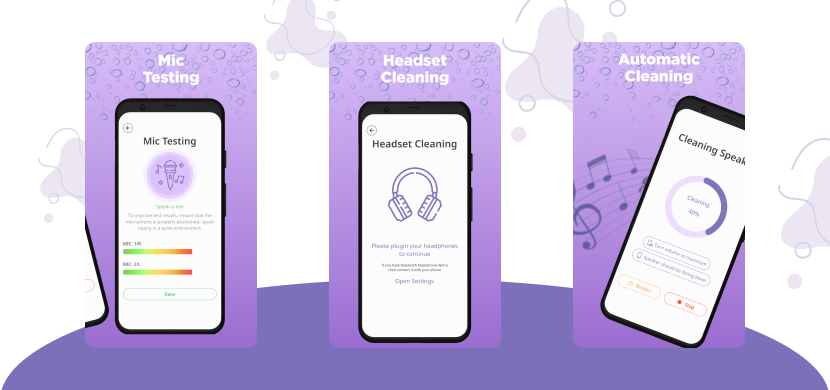 Mic
Testing
Mic Testing
Speak to test
To improve test results, ensure that the
microphone is properly positioned, speak
clearly in a quiet environment.
MIC: 1/R
MIC: 2/L
Done
Headset
Cleaning
Headset Cleaning
Please plugin your headphones
to continue
If you have bluetooth headphone device
then connect it with your phone
Open Settings
Automatic
Cleaning
Cleaning Speak
Cleaning
40%
Turn volume to maximum
Speaker should be facing down
Restart
Stop